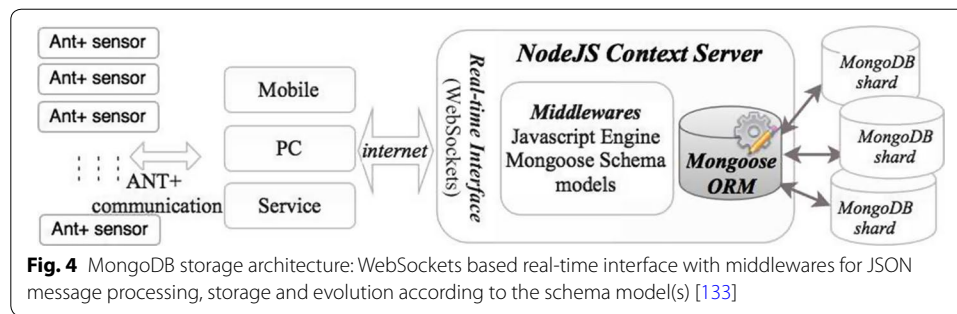 Ant+ sensor
Ant+ sensor
Ant+ sensor
ANT+
communication
Ant+ sensor
Mobile
PC
Service
internet
Real-time Interface
(WebSockets)
NodeJS Context Server
Middlewares
Javascript Engine
Mongoose Schema
models
Mongoose
ORM
MongoDB
shard
MongoDB
shard
MongoDB
shard
Fig. 4 MongoDB storage architecture: WebSockets based real-time interface with middlewares for JSON
message processing, storage and evolution according to the schema model(s) [133]